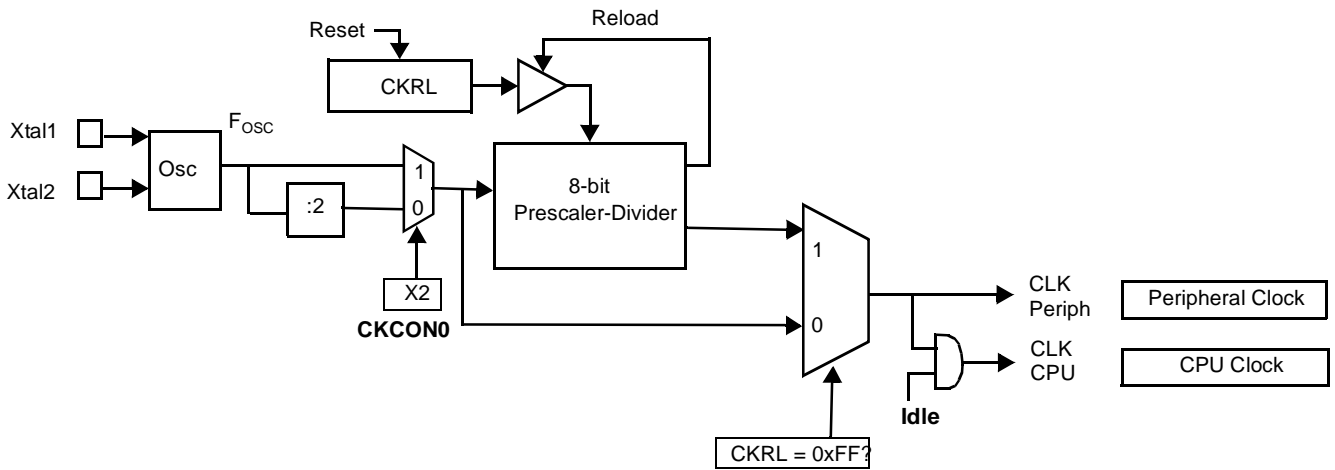 Reload
Reset
CKRL
Xtal1
FOSC
Osc
Xtal2
1
:2
0
8-bit
Prescaler-Divider
X2
CKCON0
1
0
CLK
Periph
Peripheral Clock
CLK
CPU
CPU Clock
Idle
CKRL = 0xFF?